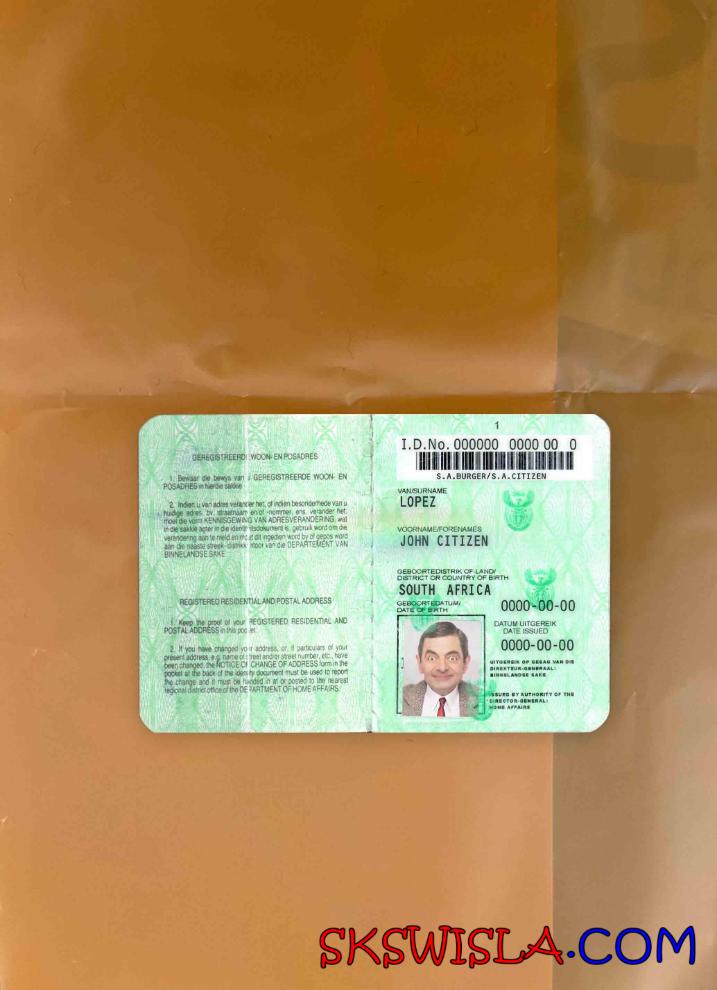 GEREGISTREERDE WOON- EN POSADRES
1. Bewaar die bewys van u GEREGISTREERDE WOON- EN
POSADRES in hierdie sakkie
2. Indien u van adres verander het, of indien besonderhede van u
huidige adres, bv. straatnaam en/of -nommer, ens. verander het,
moet die vorm KENNISGEWING VAN ADRESVERANDERING, wat
in die sakkie agter in die identiteitsdokument is, gebruik word om die
verandering aan te meld en moet dit ingedien word by of gepos word
aan die naaste streek-/distrikkantoor van die DEPARTEMENT VAN
BINNELANDSE SAKE
REGISTERED RESIDENTIAL AND POSTAL ADDRESS
1. Keep the proof of your REGISTERED RESIDENTIAL AND
POSTAL ADDRESS in this pocket.
2. If you have changed your address, or, if particulars of your
present address, e.g. name of street and/or street number, etc., have
been changed, the NOTICE OF CHANGE OF ADDRESS form in the
pocket at the back of the identity document must be used to report
the change and it must be handed in at or posted to the nearest
regional/district office of the DEPARTMENT OF HOME AFFAIRS.
1
I.D.No. 000000 0000 00 0
S.A.BURGER/S.A.CITIZEN
VAN/SURNAME
LOPEZ
VOORNAME/FORENAMES
JOHN CITIZEN
GEBOORTEDISTRIK OF-LAND/
DISTRICT OR COUNTRY OF BIRTH
SOUTH AFRICA
GEBOORTEDATUM/
DATE OF BIRTH
0000-00-00
DATUM UITGEREIK
DATE ISSUED
0000-00-00
UITGEREIK OP GESAG VAN DIE
DIREKTEUR-GENERAAL:
BINNELANDSE SAKE
ISSUED BY AUTHORITY OF THE
DIRECTOR-GENERAL:
HOME AFFAIRS
SKSWISLA.COM